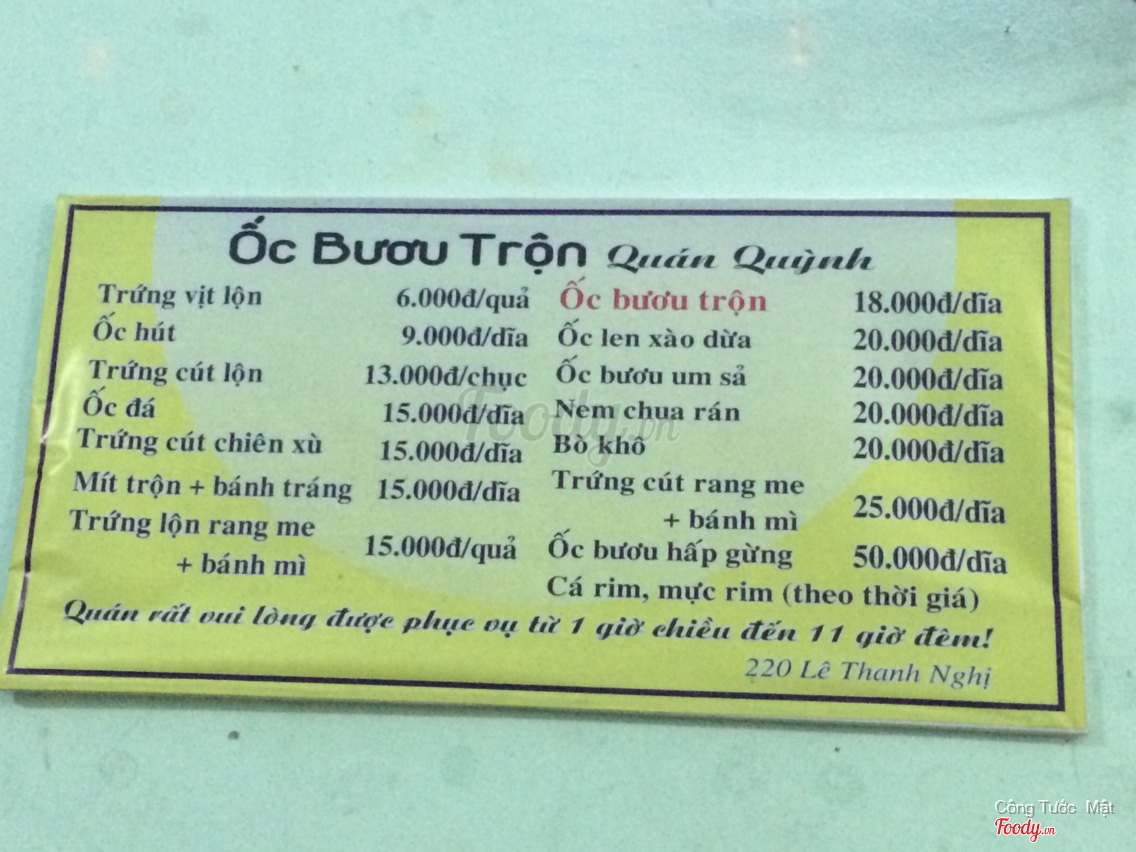 Ốc Bươu Trộn Quán Quỳnh
Trứng vịt lộn 6.000đ/quả
Ốc hút 9.000đ/dĩa
Trứng cút lộn 13.000đ/chục
Ốc đá 15.000đ/dĩa
Trứng cút chiên xù 15.000đ/dĩa
Mít trộn + bánh tráng 15.000đ/dĩa
Trứng lộn rang me
+ bánh mì 15.000đ/quả
Ốc bươu trộn 18.000đ/dĩa
Ốc len xào dừa 20.000đ/dĩa
Ốc bươu um sả 20.000đ/dĩa
Nem chua rán 20.000đ/dĩa
Bò khô 20.000đ/dĩa
Trứng cút rang me
+ bánh mì 25.000đ/dĩa
Ốc bươu hấp gừng 50.000đ/dĩa
Cá rim, mực rim (theo thời giá)
Quán rất vui lòng được phục vụ từ 1 giờ chiều đến 11 giờ đêm!
220 Lê Thanh Nghị
Foody.vn
Công Tước Mật
Foody.vn